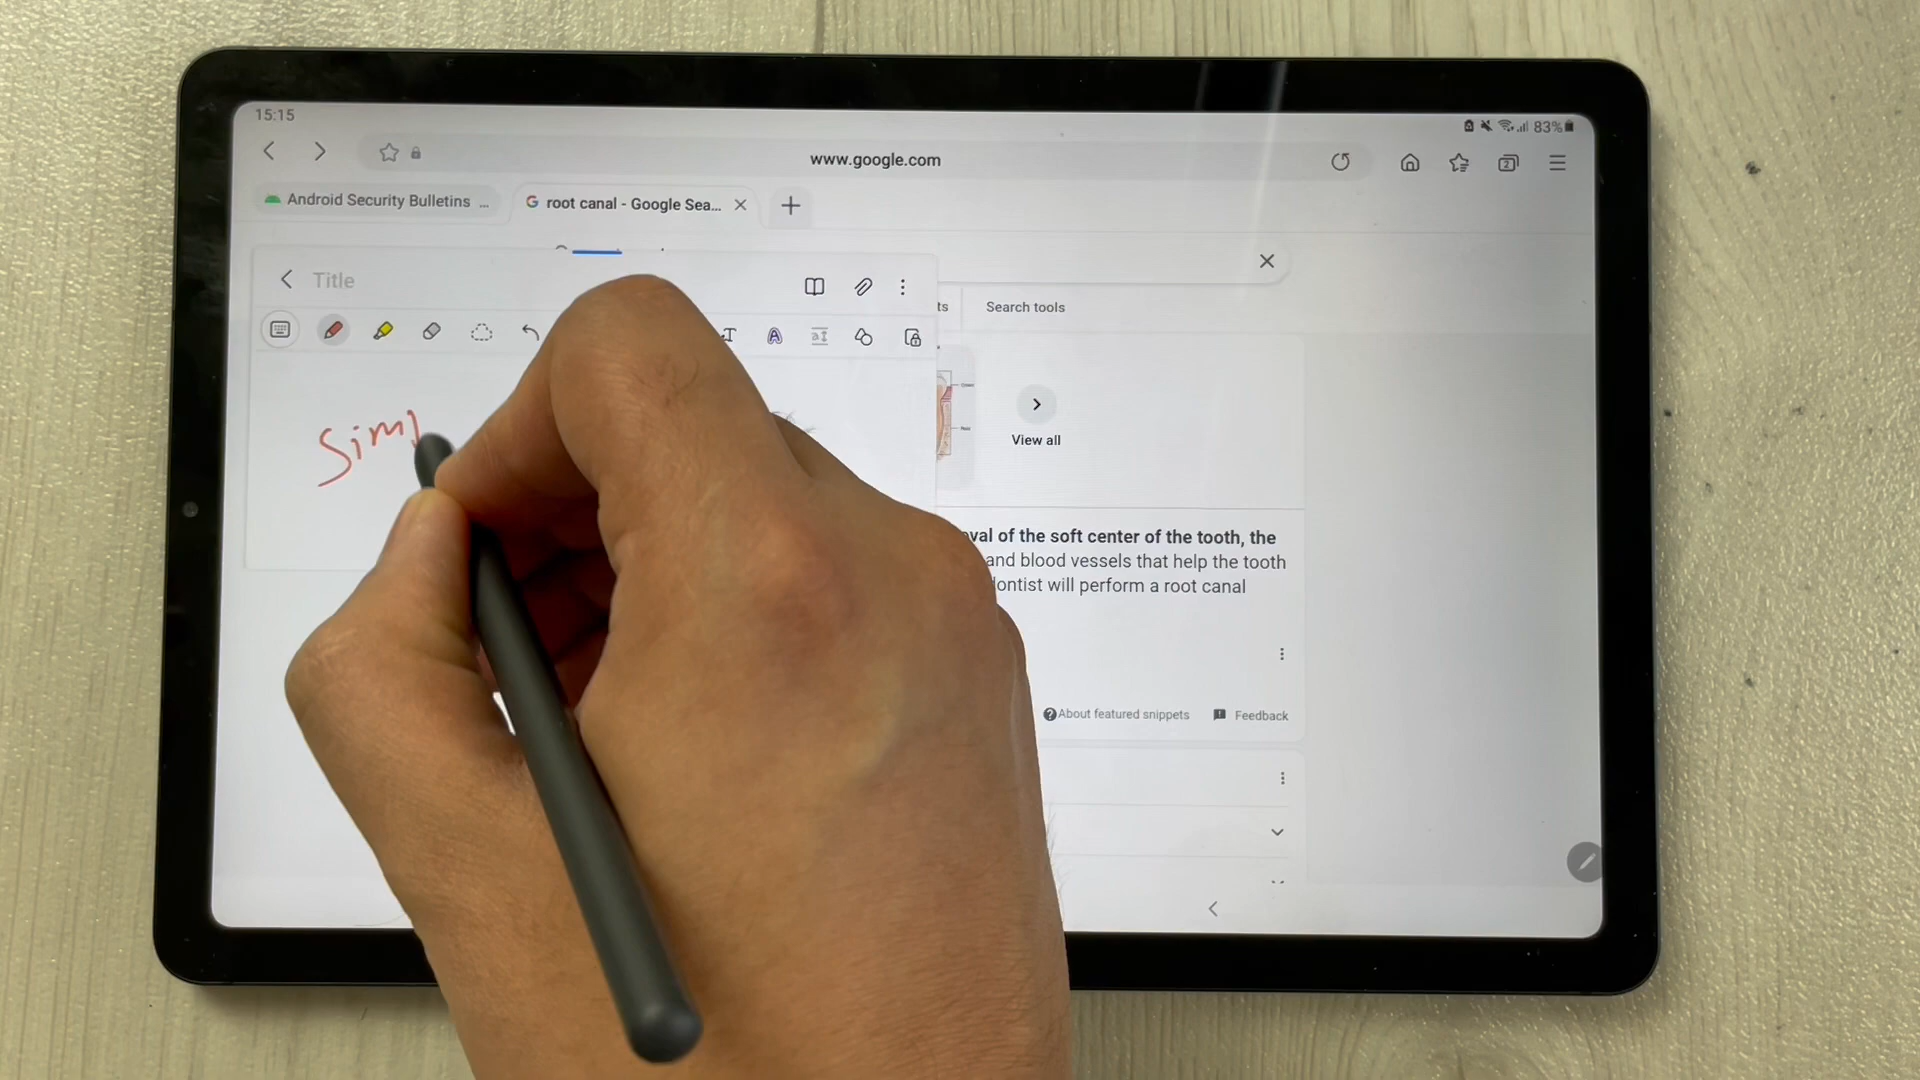 15:15
83%
www.google.com
Android Security Bulletins ...
root canal - Google Sea...
Title
ts
Search tools
View all
Sim
val of the soft center of the tooth, the
and blood vessels that help the tooth
dontist will perform a root canal
About featured snippets
Feedback